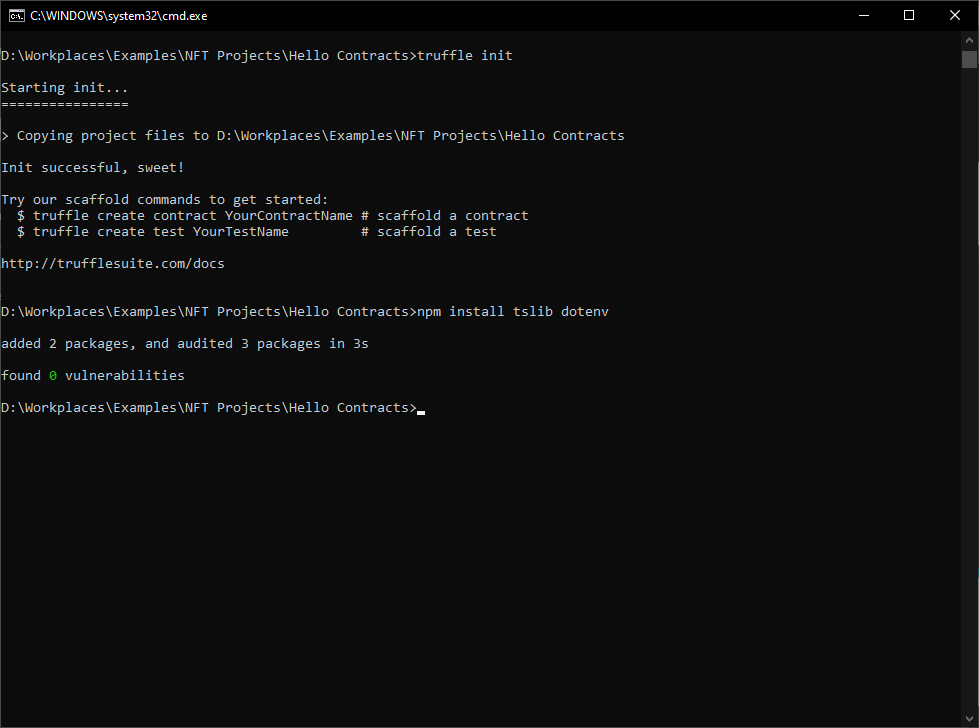 C:\WINDOWS\system32\cmd.exe
D:\Workplaces\Examples\NFT Projects\Hello Contracts>truffle init
Starting init...
================
> Copying project files to D:\Workplaces\Examples\NFT Projects\Hello Contracts
Init successful, sweet!
Try our scaffold commands to get started:
  $ truffle create contract YourContractName # scaffold a contract
  $ truffle create test YourTestName         # scaffold a test
http://trufflesuite.com/docs
D:\Workplaces\Examples\NFT Projects\Hello Contracts>npm install tslib dotenv
added 2 packages, and audited 3 packages in 3s
found 0 vulnerabilities
D:\Workplaces\Examples\NFT Projects\Hello Contracts>